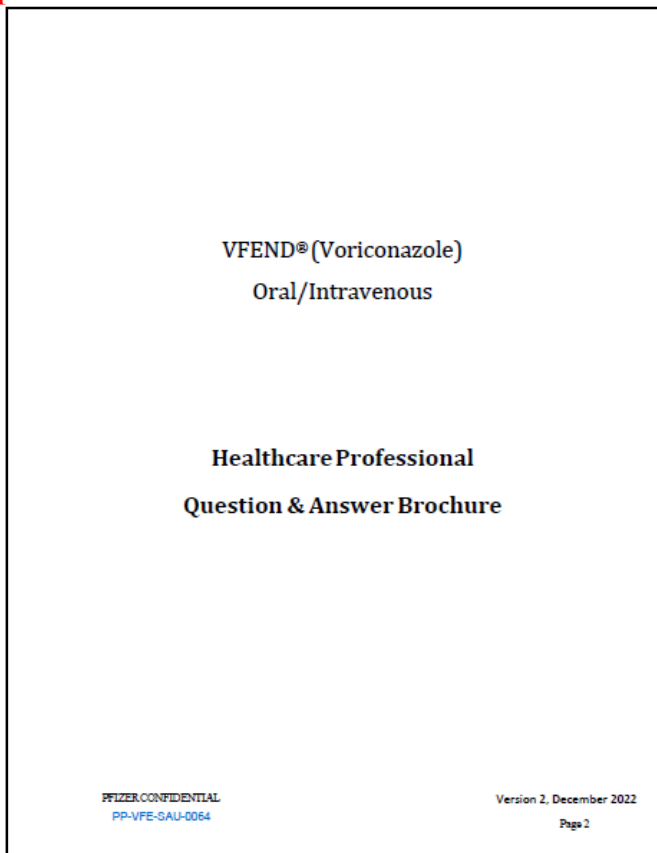 VFEND® (Voriconazole)
Oral/Intravenous
Healthcare Professional
Question & Answer Brochure
PFIZER CONFIDENTIAL
PP-VFE-SAU-0064
Version 2, December 2022
Page 2